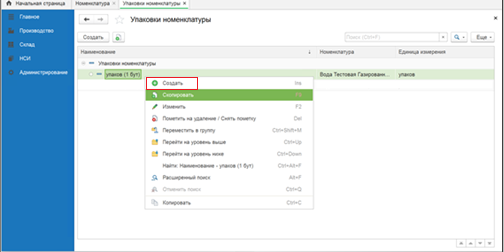 Начальная страница
Номенклатура ×
Упаковки номенклатуры ×
Главное
Производство
Склад
НСИ
Администрирование
Упаковки номенклатуры
Создать
Поиск (Ctrl+F)
Еще
Наименование
Номенклатура
Единица измерения
Упаковки номенклатуры
упаков (1 бут)
Вода Тестовая Газированн...
упаков
Создать Ins
Скопировать F9
Изменить F2
Пометить на удаление / Снять пометку Del
Переместить в группу Ctrl+Shift+M
Перейти на уровень выше Ctrl+Up
Перейти на уровень ниже Ctrl+Down
Найти: Наименование - упаков (1 бут) Ctrl+Alt+F
Расширенный поиск Alt+F
Отменить поиск Ctrl+Q
Копировать Ctrl+C